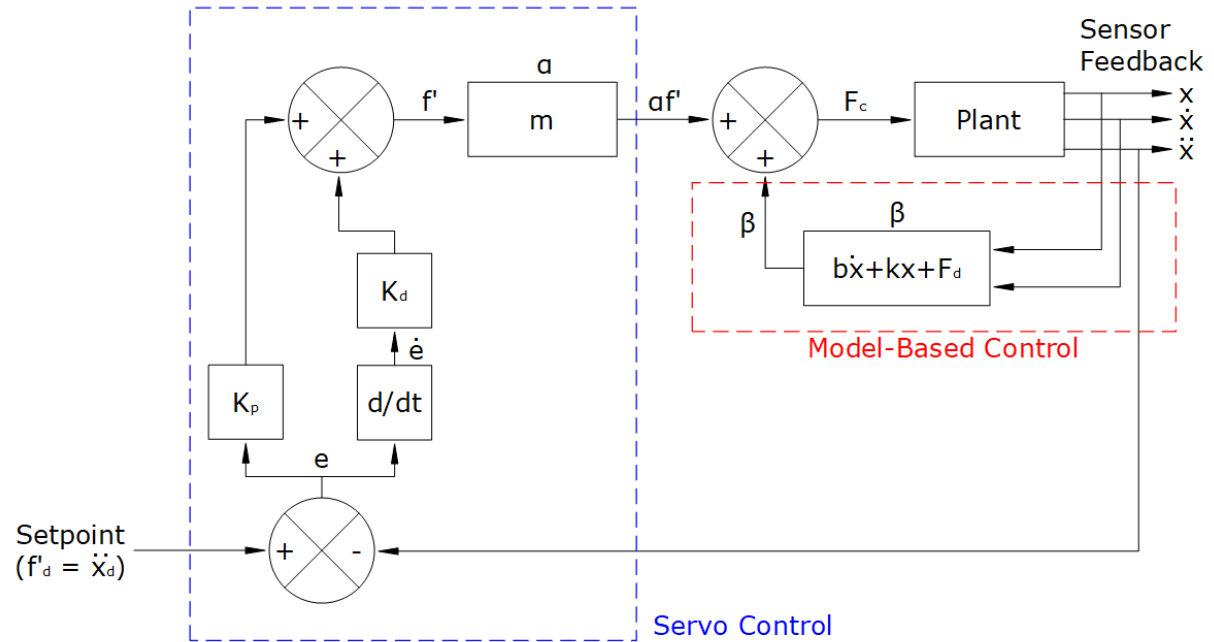 Sensor
Feedback
x
ẋ
ẍ
α
f'
m
αf'
+
+
+
+
F_c
Plant
β
β
bẋ+kx+F_d
Model-Based Control
K_d
ė
K_p
d/dt
e
Setpoint
(f'_d = ẍ_d)
+
-
Servo Control